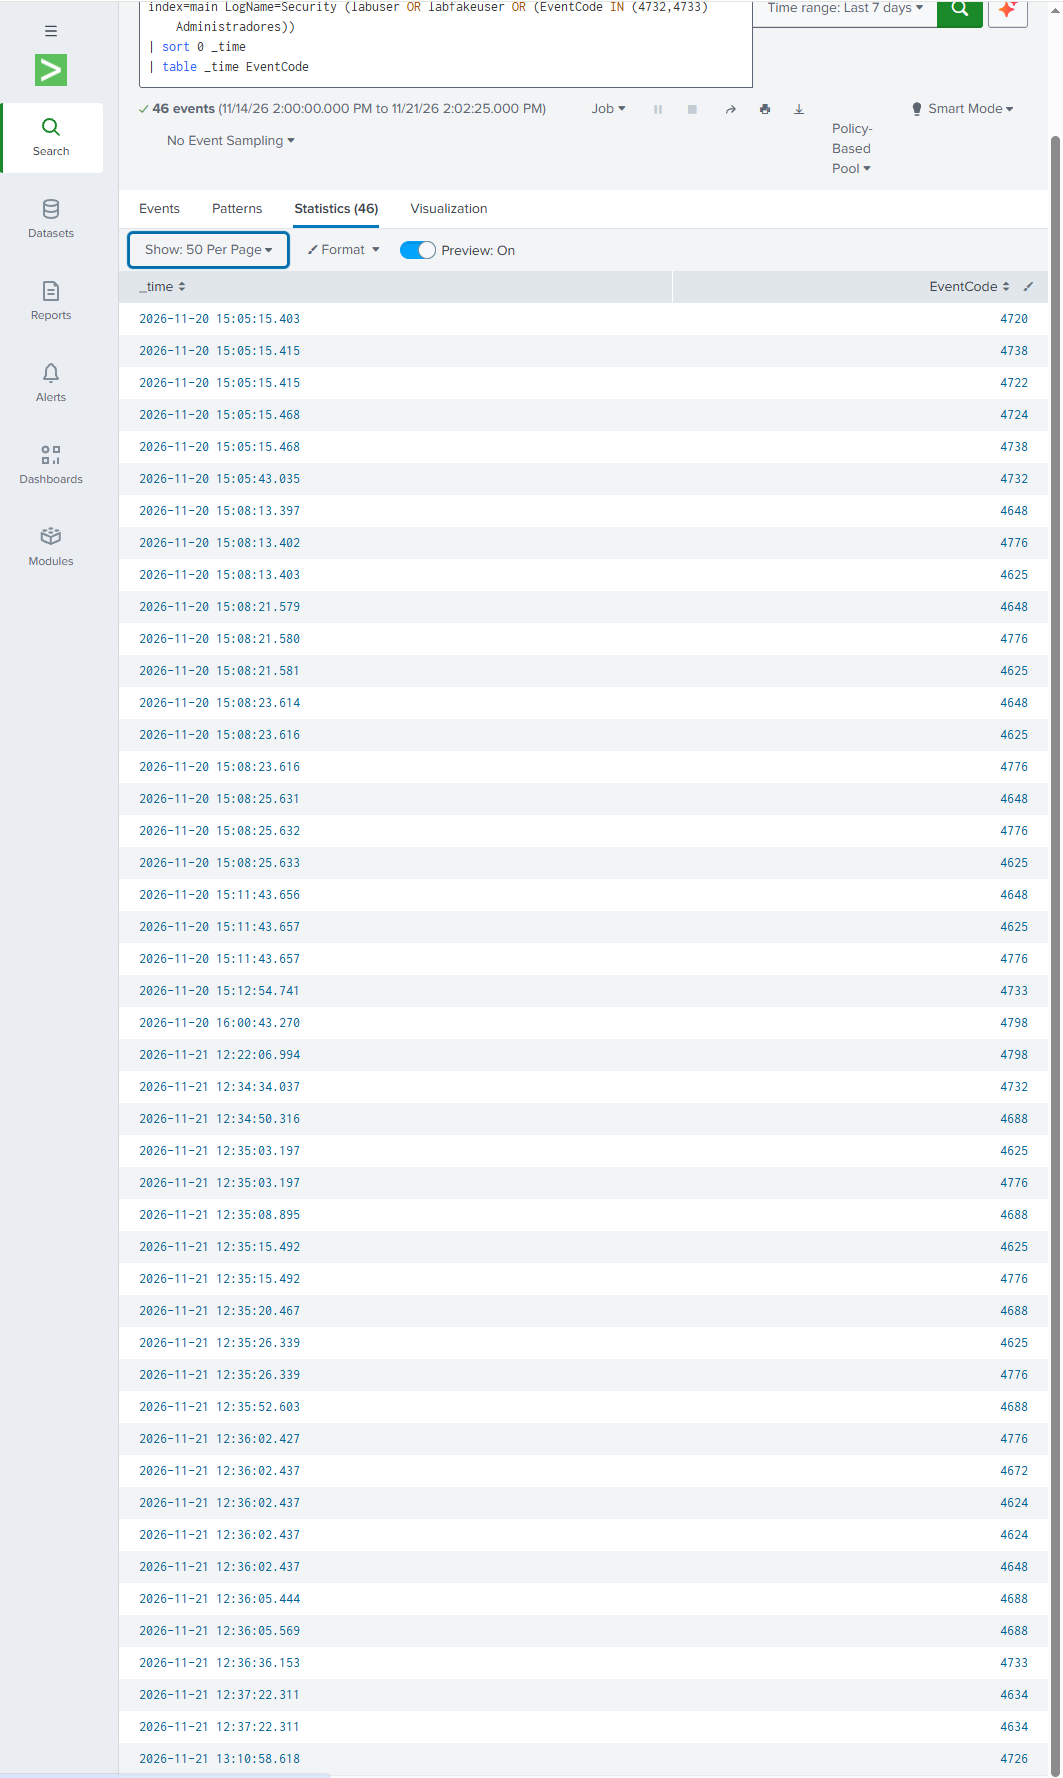 index=main LogName=Security (labuser OR labfakeuser OR (EventCode IN (4732,4733)
Administradores))
| sort 0 _time
| table _time EventCode
Time range: Last 7 days
46 events (11/14/26 2:00:00.000 PM to 11/21/26 2:02:25.000 PM)
Job
Smart Mode
No Event Sampling
Policy-
Based
Pool
Search
Datasets
Reports
Alerts
Dashboards
Modules
Events Patterns Statistics (46) Visualization
Show: 50 Per Page Format Preview: On
_time EventCode
2026-11-20 15:05:15.403 4720
2026-11-20 15:05:15.415 4738
2026-11-20 15:05:15.415 4722
2026-11-20 15:05:15.468 4724
2026-11-20 15:05:15.468 4738
2026-11-20 15:05:43.035 4732
2026-11-20 15:08:13.397 4648
2026-11-20 15:08:13.402 4776
2026-11-20 15:08:13.403 4625
2026-11-20 15:08:21.579 4648
2026-11-20 15:08:21.580 4776
2026-11-20 15:08:21.581 4625
2026-11-20 15:08:23.614 4648
2026-11-20 15:08:23.616 4625
2026-11-20 15:08:23.616 4776
2026-11-20 15:08:25.631 4648
2026-11-20 15:08:25.632 4776
2026-11-20 15:08:25.633 4625
2026-11-20 15:11:43.656 4648
2026-11-20 15:11:43.657 4625
2026-11-20 15:11:43.657 4776
2026-11-20 15:12:54.741 4733
2026-11-20 16:00:43.270 4798
2026-11-21 12:22:06.994 4798
2026-11-21 12:34:34.037 4732
2026-11-21 12:34:50.316 4688
2026-11-21 12:35:03.197 4625
2026-11-21 12:35:03.197 4776
2026-11-21 12:35:08.895 4688
2026-11-21 12:35:15.492 4625
2026-11-21 12:35:15.492 4776
2026-11-21 12:35:20.467 4688
2026-11-21 12:35:26.339 4625
2026-11-21 12:35:26.339 4776
2026-11-21 12:35:52.603 4688
2026-11-21 12:36:02.427 4776
2026-11-21 12:36:02.437 4672
2026-11-21 12:36:02.437 4624
2026-11-21 12:36:02.437 4624
2026-11-21 12:36:02.437 4648
2026-11-21 12:36:05.444 4688
2026-11-21 12:36:05.569 4688
2026-11-21 12:36:36.153 4733
2026-11-21 12:37:22.311 4634
2026-11-21 12:37:22.311 4634
2026-11-21 13:10:58.618 4726